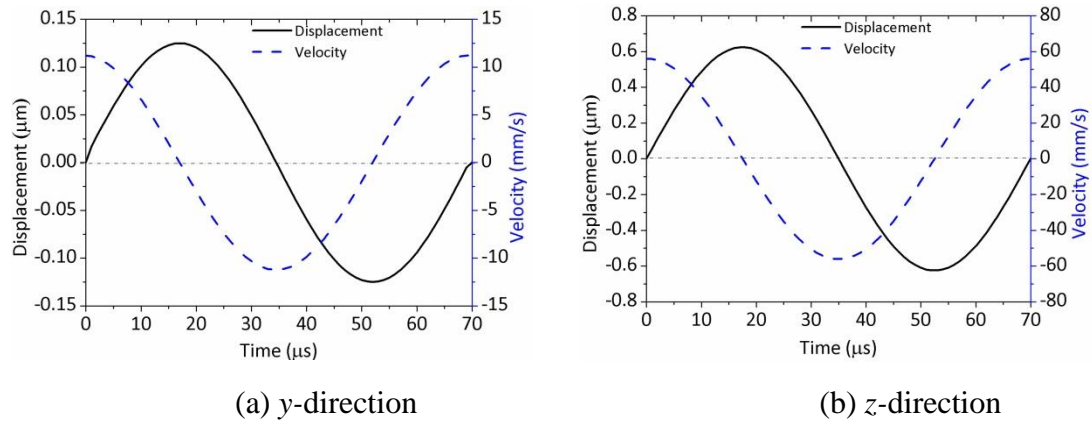 Displacement
Velocity
0.15
0.10
0.05
0.00
-0.05
-0.10
-0.15
Displacement (μm)
15
10
5
0
-5
-10
-15
Velocity (mm/s)
0 10 20 30 40 50 60 70
Time (μs)
(a) y-direction
Displacement
Velocity
0.8
0.6
0.4
0.2
0.0
-0.2
-0.4
-0.6
-0.8
Displacement (μm)
80
60
40
20
0
-20
-40
-60
-80
Velocity (mm/s)
0 10 20 30 40 50 60 70
Time (μs)
(b) z-direction